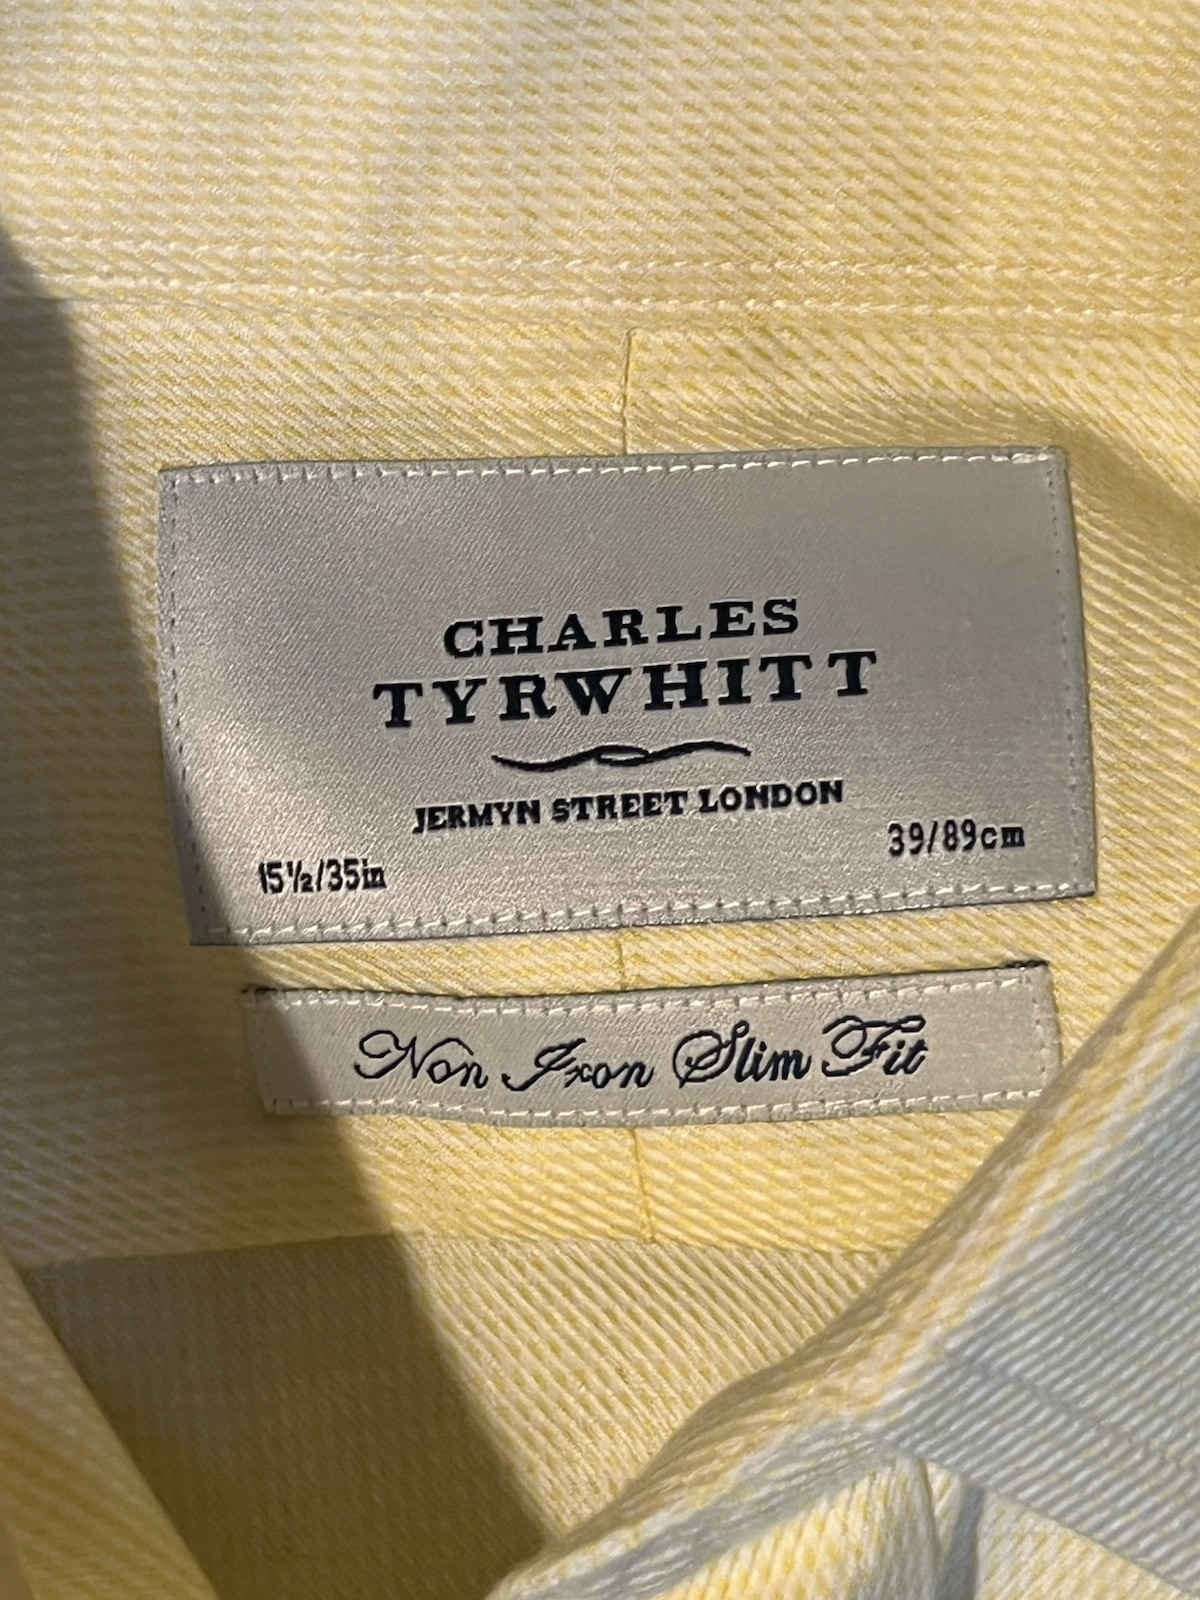 CHARLES
TYRWHITT
JERMYN STREET LONDON
15½/35in
39/89cm
Non Iron Slim Fit